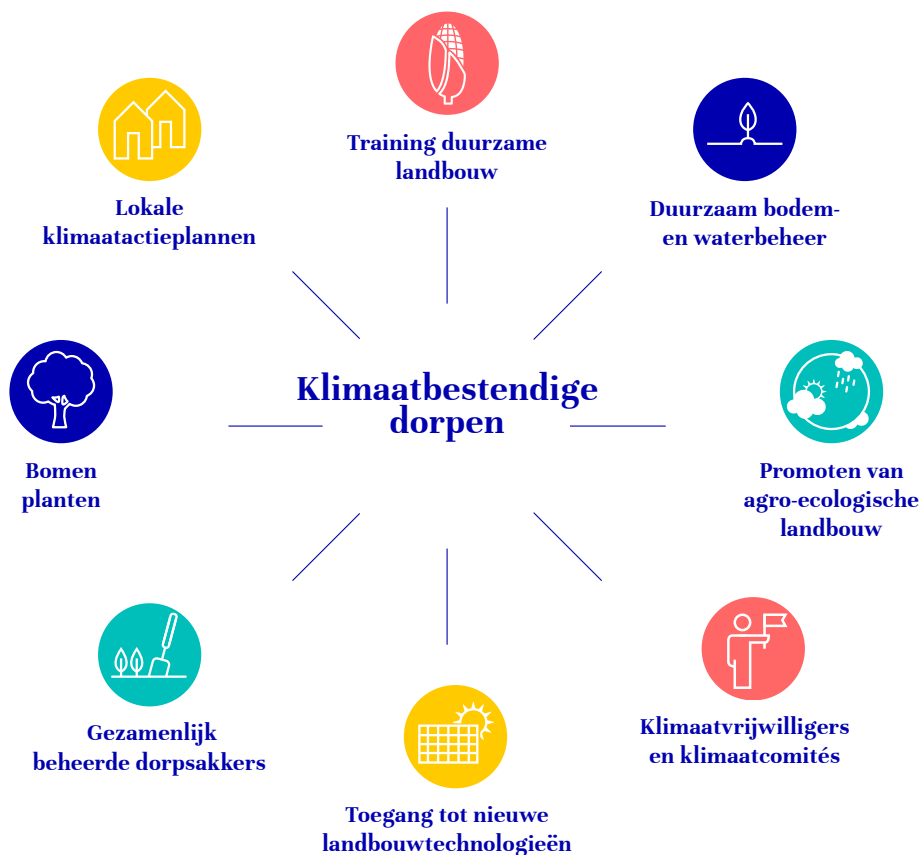 Training duurzame
landbouw
Lokale
klimaatactieplannen
Duurzaam bodem-
en waterbeheer
Klimaatbestendige
dorpen
Bomen
planten
Promoten van
agro-ecologische
landbouw
Gezamenlijk
beheerde dorpsakkers
Klimaatvrijwilligers
en klimaatcomités
Toegang tot nieuwe
landbouwtechnologieën